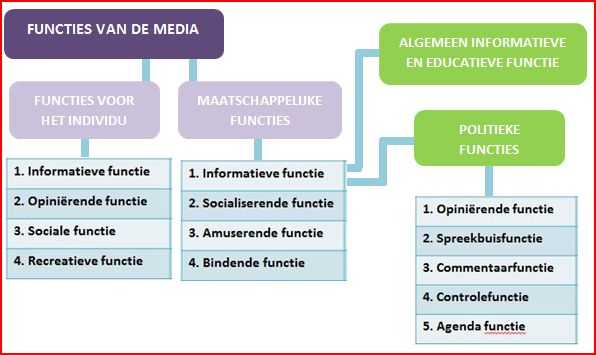 FUNCTIES VAN DE MEDIA
FUNCTIES VOOR
HET INDIVIDU
1. Informatieve functie
2. Opiniërende functie
3. Sociale functie
4. Recreatieve functie
MAATSCHAPPELIJKE
FUNCTIES
1. Informatieve functie
2. Socialiserende functie
3. Amuserende functie
4. Bindende functie
ALGEMEEN INFORMATIEVE
EN EDUCATIEVE FUNCTIE
POLITIEKE
FUNCTIES
1. Opiniërende functie
2. Spreekbuisfunctie
3. Commentaarfunctie
4. Controlefunctie
5. Agenda functie